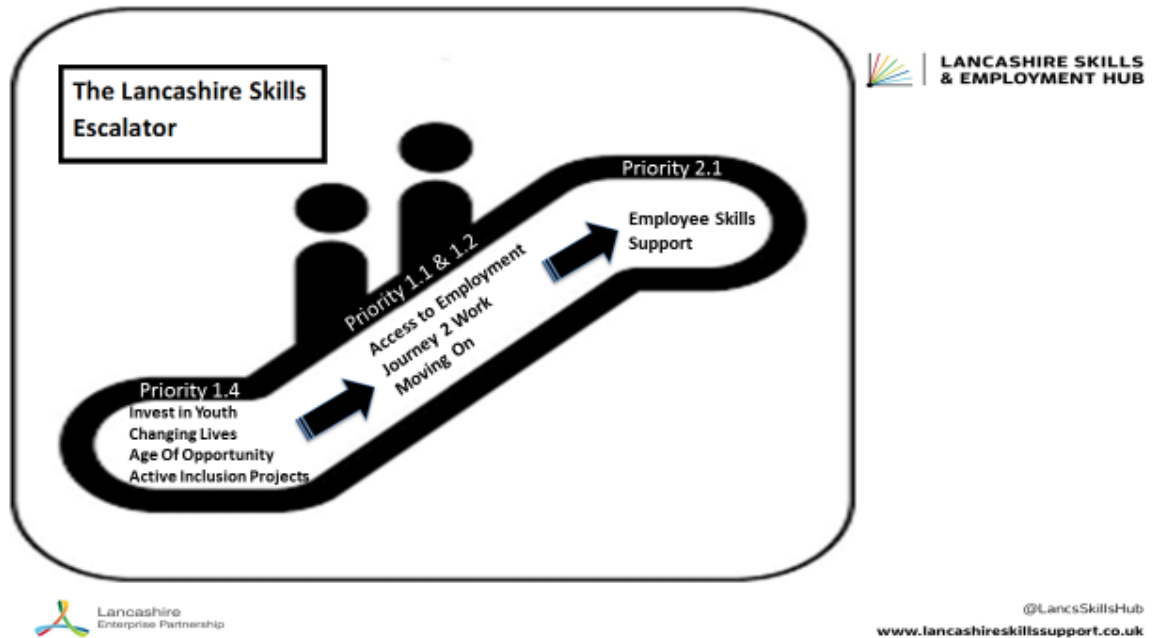 The Lancashire Skills
Escalator
LANCASHIRE SKILLS
& EMPLOYMENT HUB
Priority 2.1
Employee Skills
Support
Priority 1.1 & 1.2
Access to Employment
Journey 2 Work
Moving On
Priority 1.4
Invest in Youth
Changing Lives
Age Of Opportunity
Active Inclusion Projects
Lancashire
Enterprise Partnership
@LancsSkillsHub
www.lancashireskillssupport.co.uk